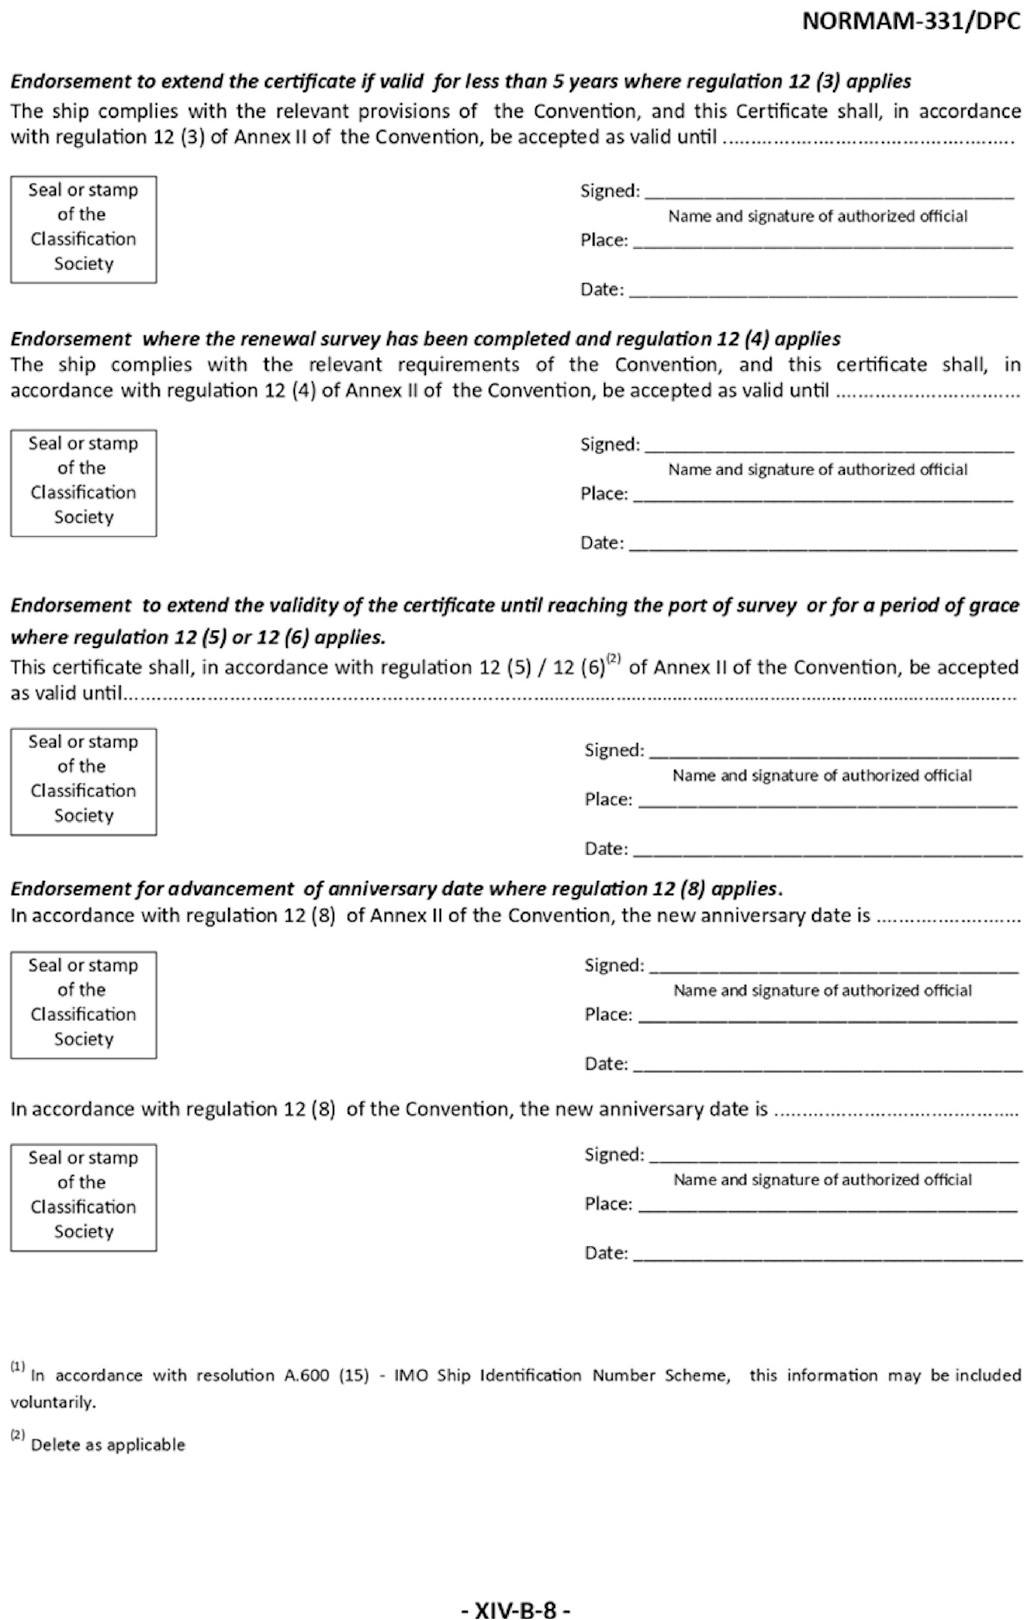 NORMAM-331/DPC
Endorsement to extend the certificate if valid for less than 5 years where regulation 12 (3) applies
The ship complies with the relevant provisions of the Convention, and this Certificate shall, in accordance
with regulation 12 (3) of Annex II of the Convention, be accepted as valid until ....................................................
Seal or stamp
of the
Classification
Society
Signed: ______________________________________
Name and signature of authorized official
Place: _______________________________________
Date: ________________________________________
Endorsement where the renewal survey has been completed and regulation 12 (4) applies
The ship complies with the relevant requirements of the Convention, and this certificate shall, in
accordance with regulation 12 (4) of Annex II of the Convention, be accepted as valid until .................................
Seal or stamp
of the
Classification
Society
Signed: ______________________________________
Name and signature of authorized official
Place: _______________________________________
Date: ________________________________________
Endorsement to extend the validity of the certificate until reaching the port of survey or for a period of grace
where regulation 12 (5) or 12 (6) applies.
This certificate shall, in accordance with regulation 12 (5) / 12 (6)(2) of Annex II of the Convention, be accepted
as valid until................................................................................................................................................................
Seal or stamp
of the
Classification
Society
Signed: ______________________________________
Name and signature of authorized official
Place: _______________________________________
Date: ________________________________________
Endorsement for advancement of anniversary date where regulation 12 (8) applies.
In accordance with regulation 12 (8) of Annex II of the Convention, the new anniversary date is ..........................
Seal or stamp
of the
Classification
Society
Signed: ______________________________________
Name and signature of authorized official
Place: _______________________________________
Date: ________________________________________
In accordance with regulation 12 (8) of the Convention, the new anniversary date is ............................................
Seal or stamp
of the
Classification
Society
Signed: ______________________________________
Name and signature of authorized official
Place: _______________________________________
Date: ________________________________________
(1) In accordance with resolution A.600 (15) - IMO Ship Identification Number Scheme, this information may be included
voluntarily.
(2) Delete as applicable
- XIV-B-8 -